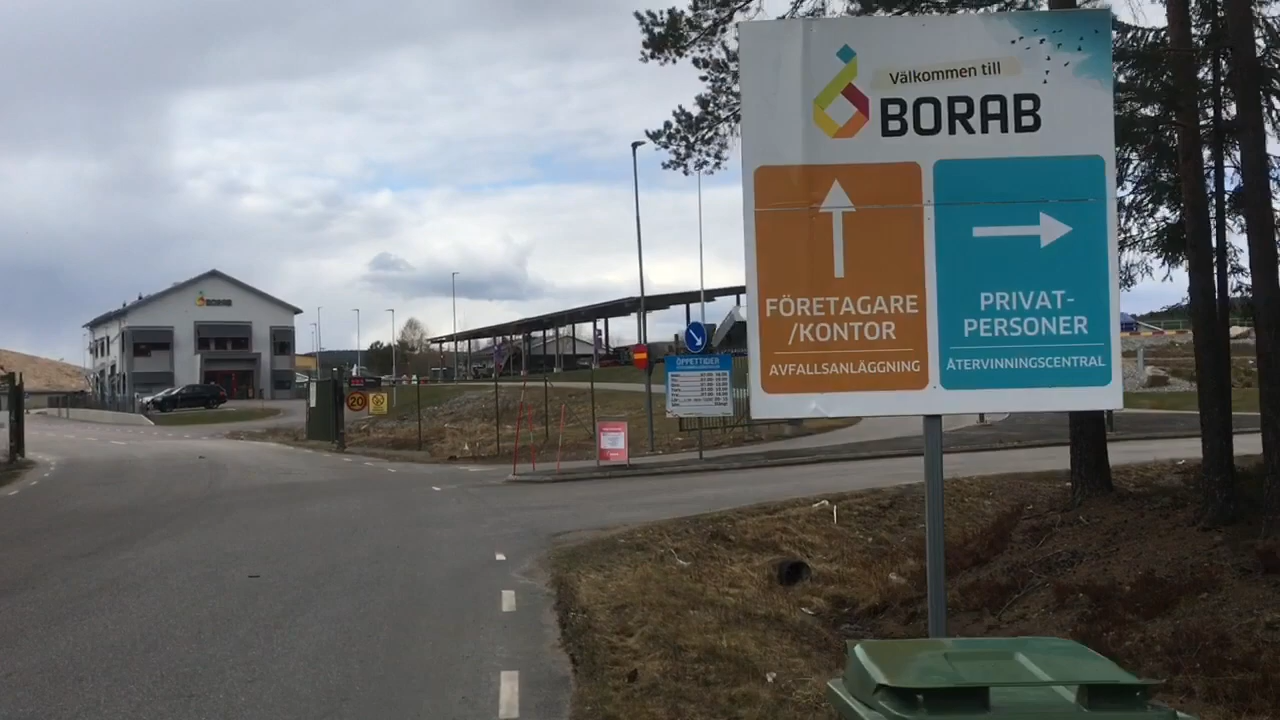 Välkommen till
BORAB
FÖRETAGARE
/KONTOR
AVFALLSANLÄGGNING
PRIVAT-
PERSONER
ÅTERVINNINGSCENTRAL
BORAB
ÖPPETTIDER
20